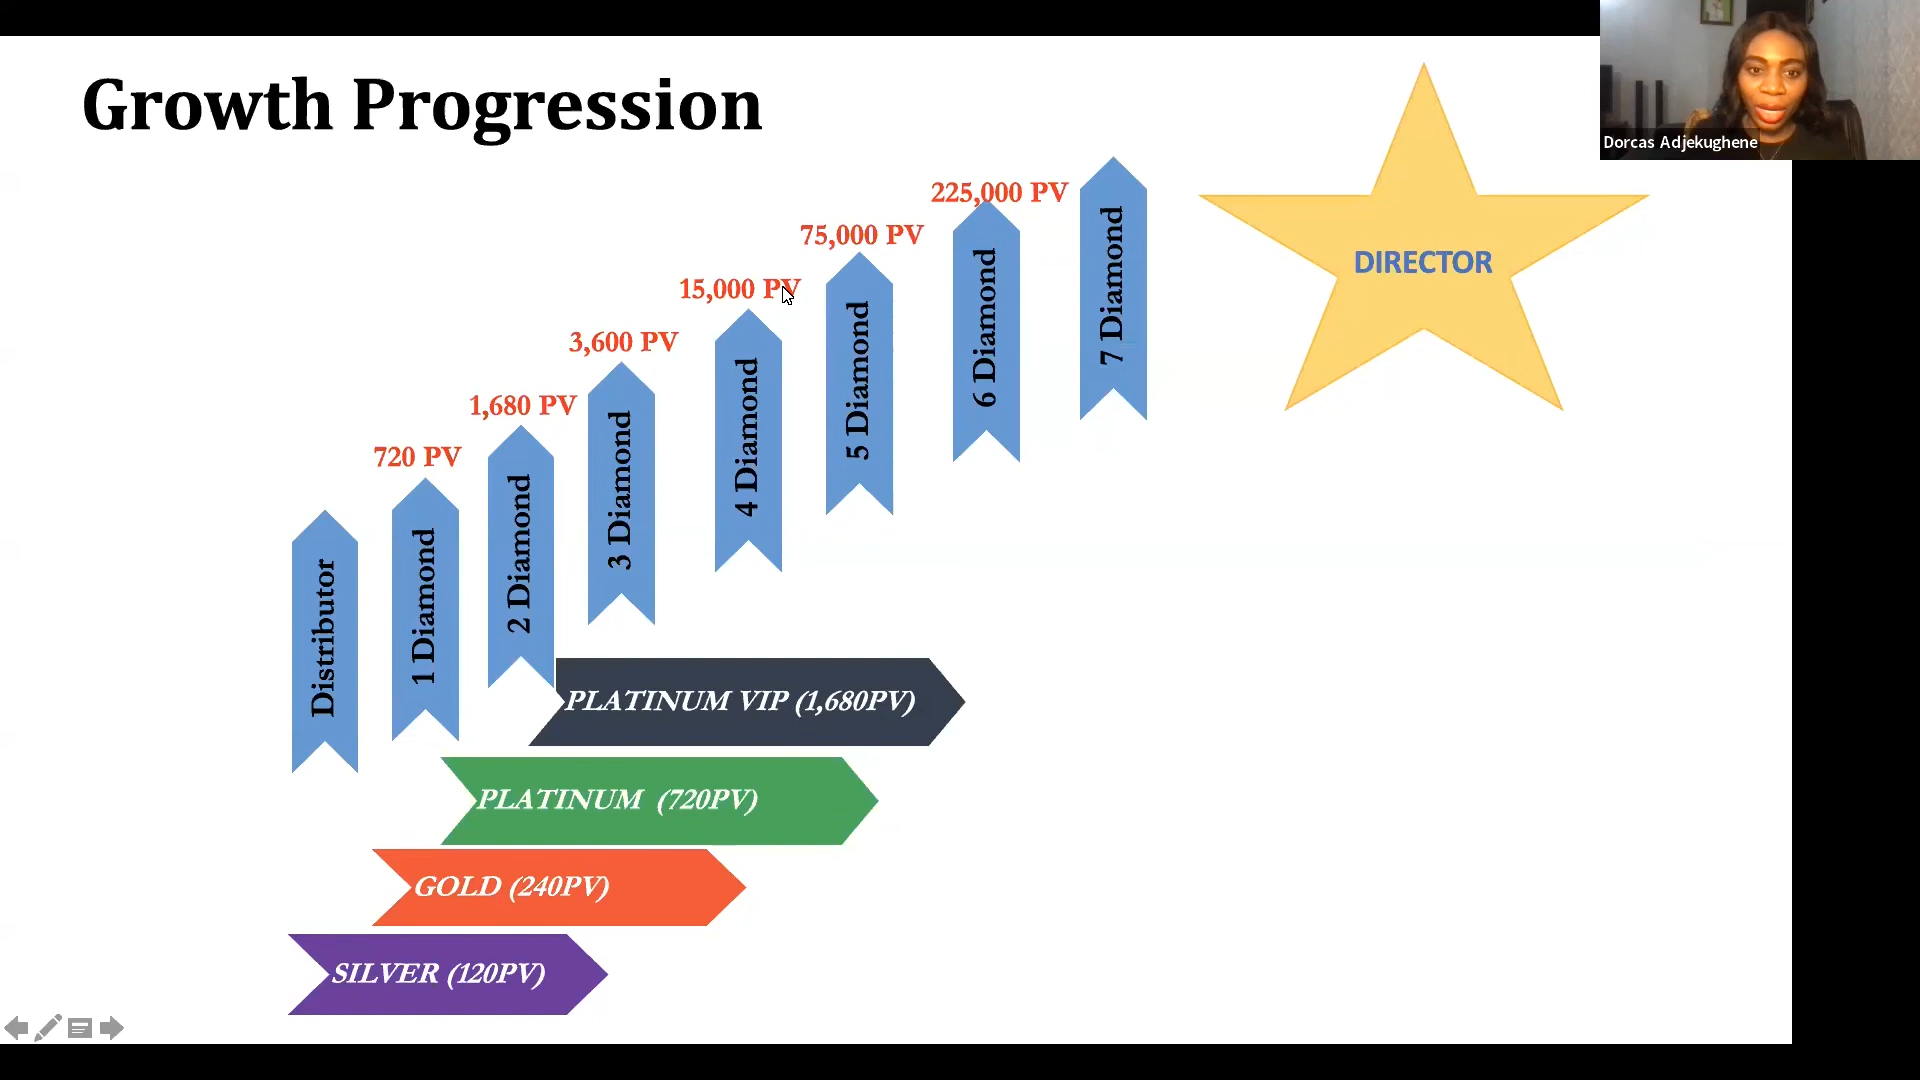 Growth Progression
Dorcas Adjekughene
225,000 PV
75,000 PV
15,000 PV
3,600 PV
1,680 PV
720 PV
Distributor
1 Diamond
2 Diamond
3 Diamond
4 Diamond
5 Diamond
6 Diamond
7 Diamond
DIRECTOR
PLATINUM VIP (1,680PV)
PLATINUM (720PV)
GOLD (240PV)
SILVER (120PV)